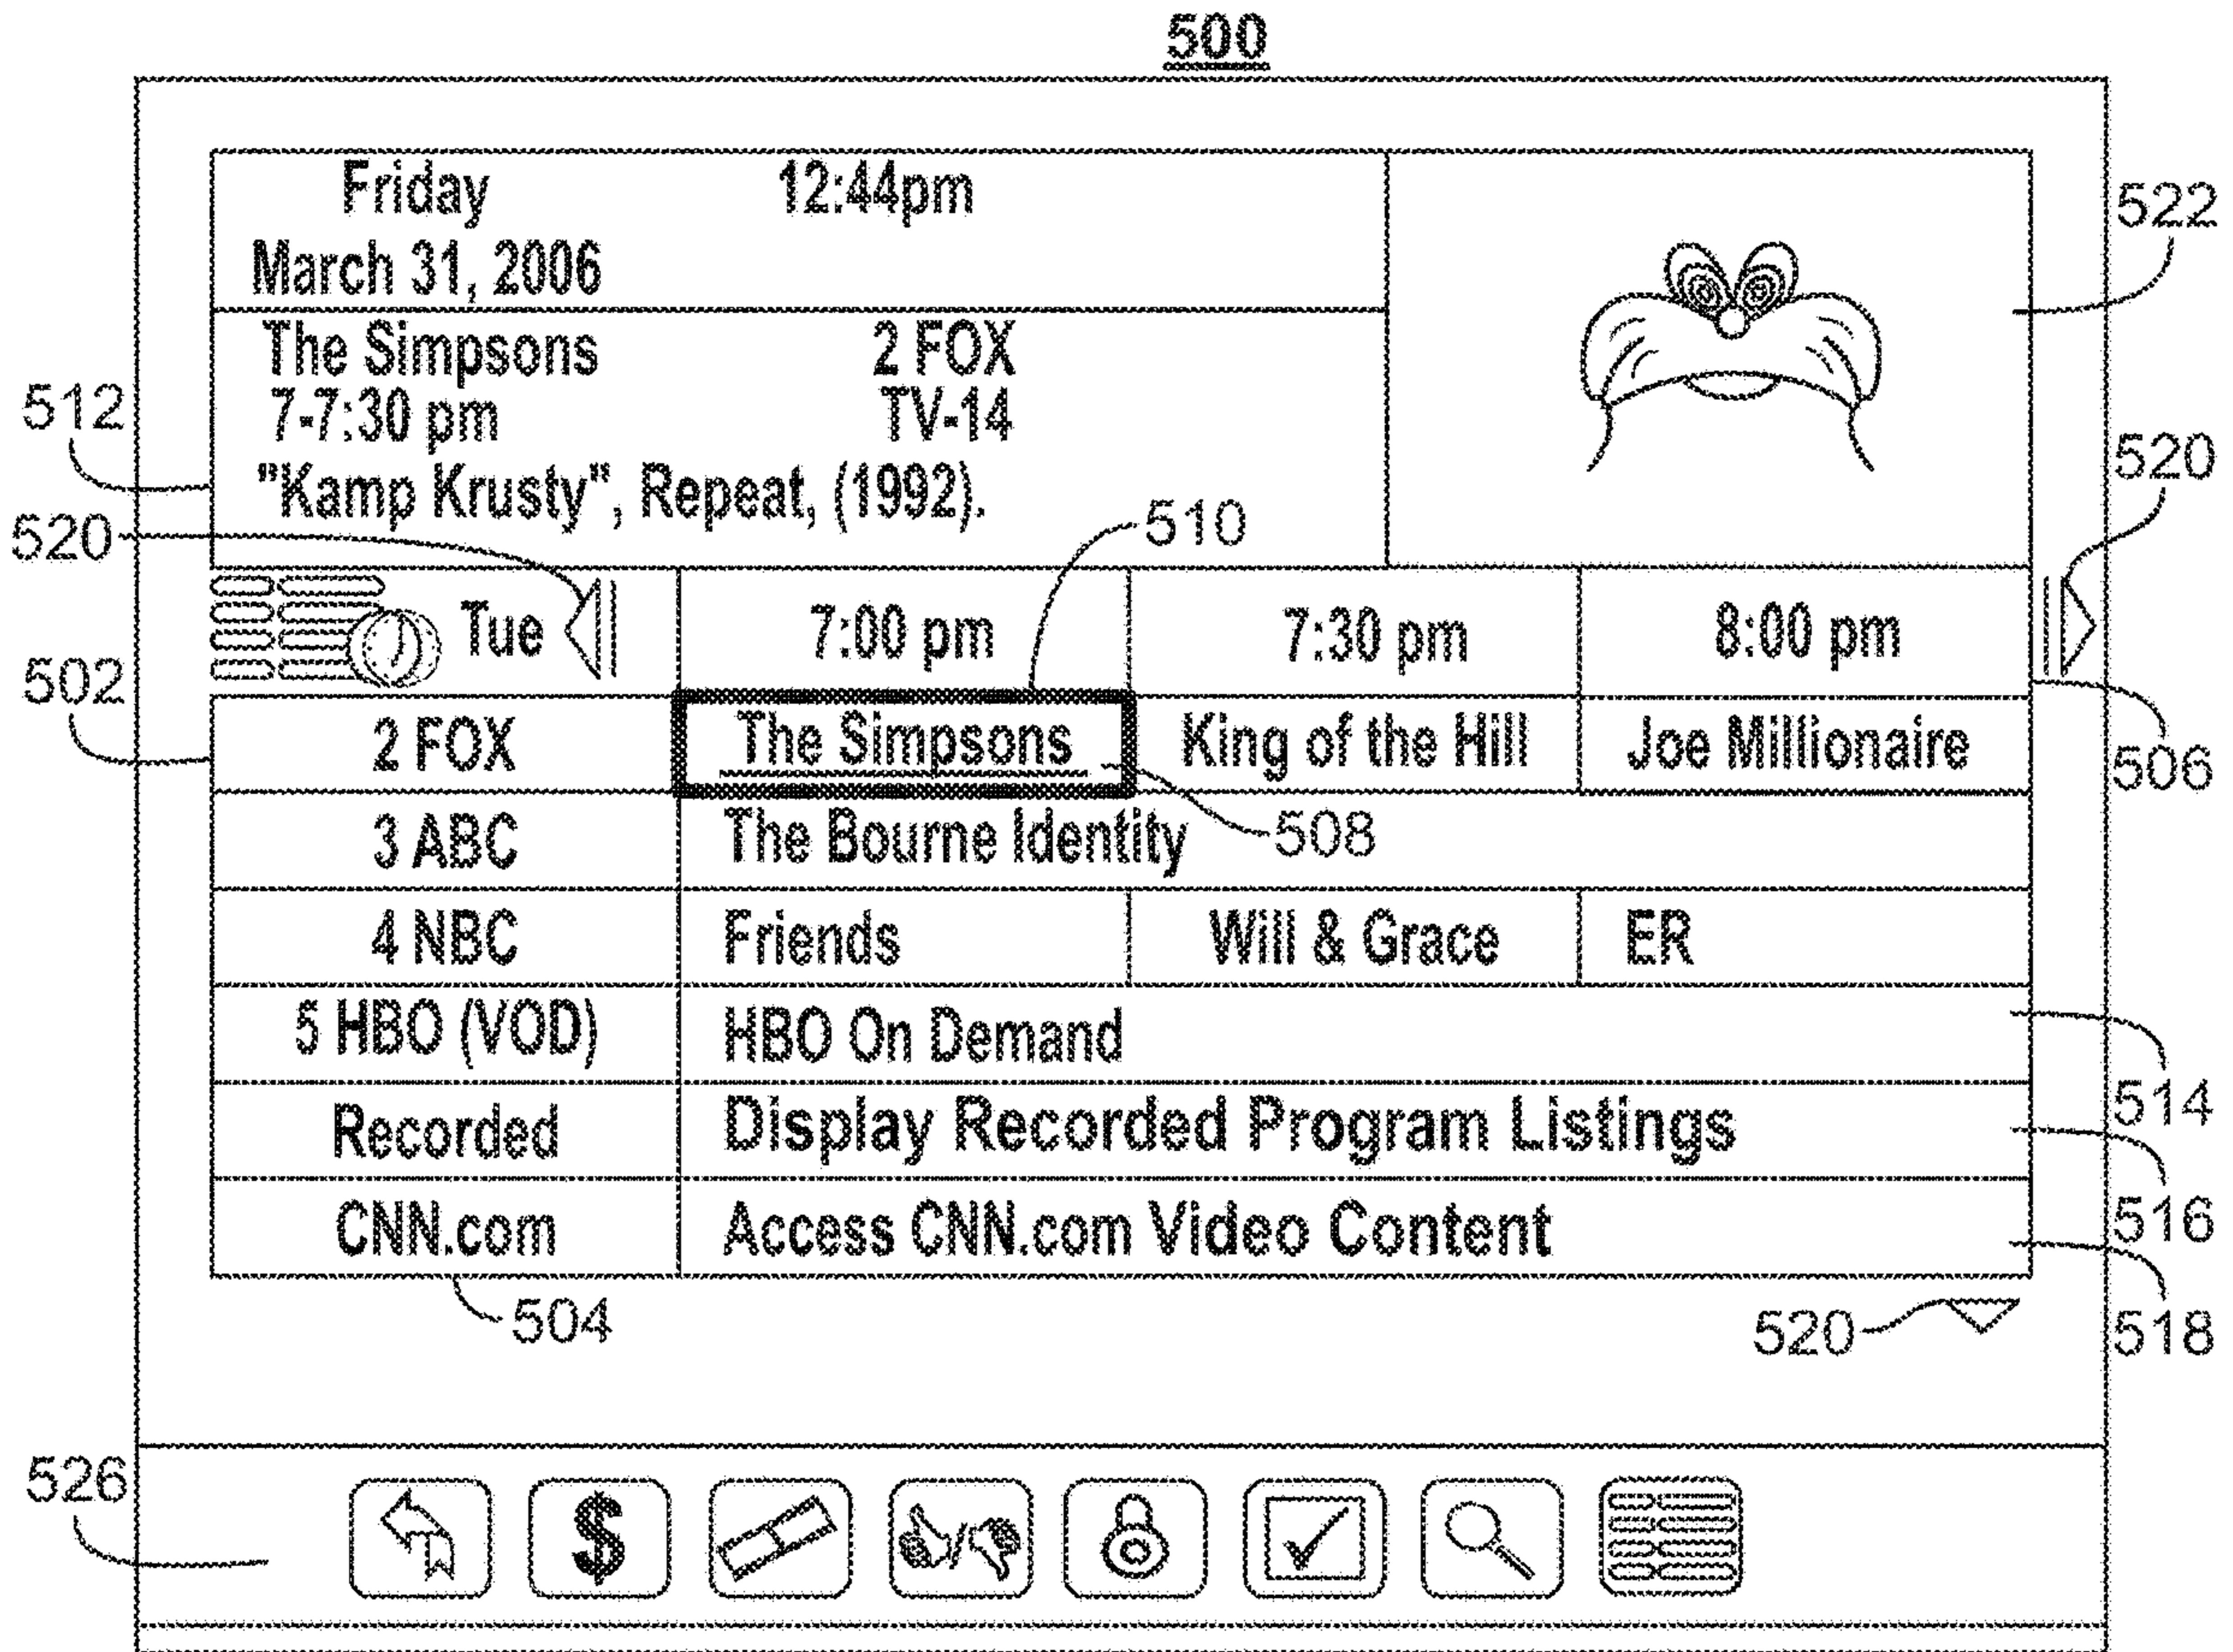 500
Friday 12:44pm
March 31, 2006
522
The Simpsons 2 FOX
512
7-7:30 pm TV-14
520
"Kamp Krusty", Repeat, (1992).
510
520
Tue 7:00 pm 7:30 pm 8:00 pm
502
2 FOX The Simpsons King of the Hill Joe Millionaire
506
3 ABC The Bourne Identity 508
4 NBC Friends Will & Grace ER
5 HBO (VOD) HBO On Demand
514
Recorded Display Recorded Program Listings
516
CNN.com Access CNN.com Video Content
504
520
518
526
$